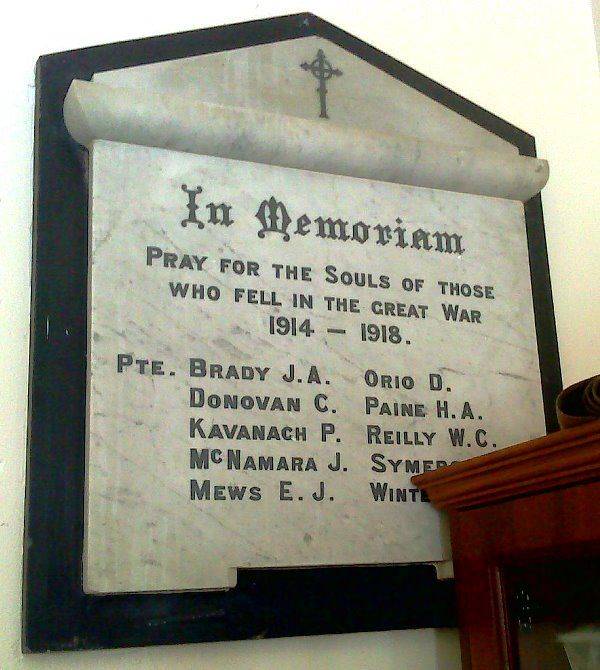 In Memoriam
PRAY FOR THE SOULS OF THOSE
WHO FELL IN THE GREAT WAR
1914 – 1918.
PTE. BRADY J.A. ORIO D.
DONOVAN C. PAINE H.A.
KAVANAGH P. REILLY W.C.
McNAMARA J.
MEWS E.J.